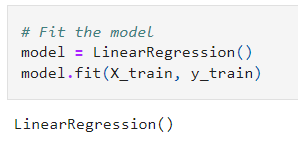 # Fit the model
model = LinearRegression()
model.fit(X_train, y_train)
LinearRegression()